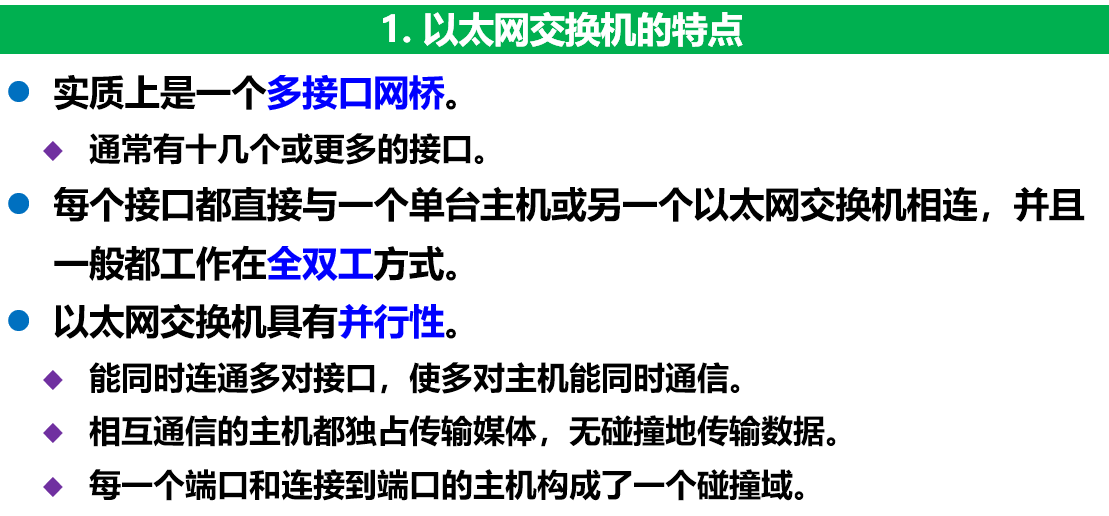 1. 以太网交换机的特点
实质上是一个多接口网桥。
通常有十几个或更多的接口。
每个接口都直接与一个单台主机或另一个以太网交换机相连，并且
一般都工作在全双工方式。
以太网交换机具有并行性。
能同时连通多对接口，使多对主机能同时通信。
相互通信的主机都独占传输媒体，无碰撞地传输数据。
每一个端口和连接到端口的主机构成了一个碰撞域。